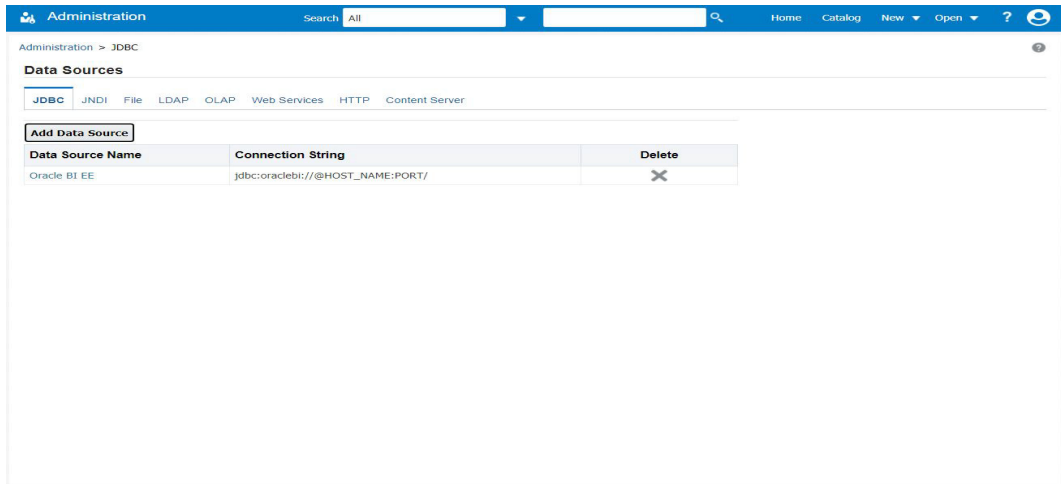 Administration Search All Home Catalog New Open ?
Administration > JDBC ?
Data Sources
JDBC JNDI File LDAP OLAP Web Services HTTP Content Server
Add Data Source
Data Source Name Connection String Delete
Oracle BI EE jdbc:oraclebi://@HOST_NAME:PORT/